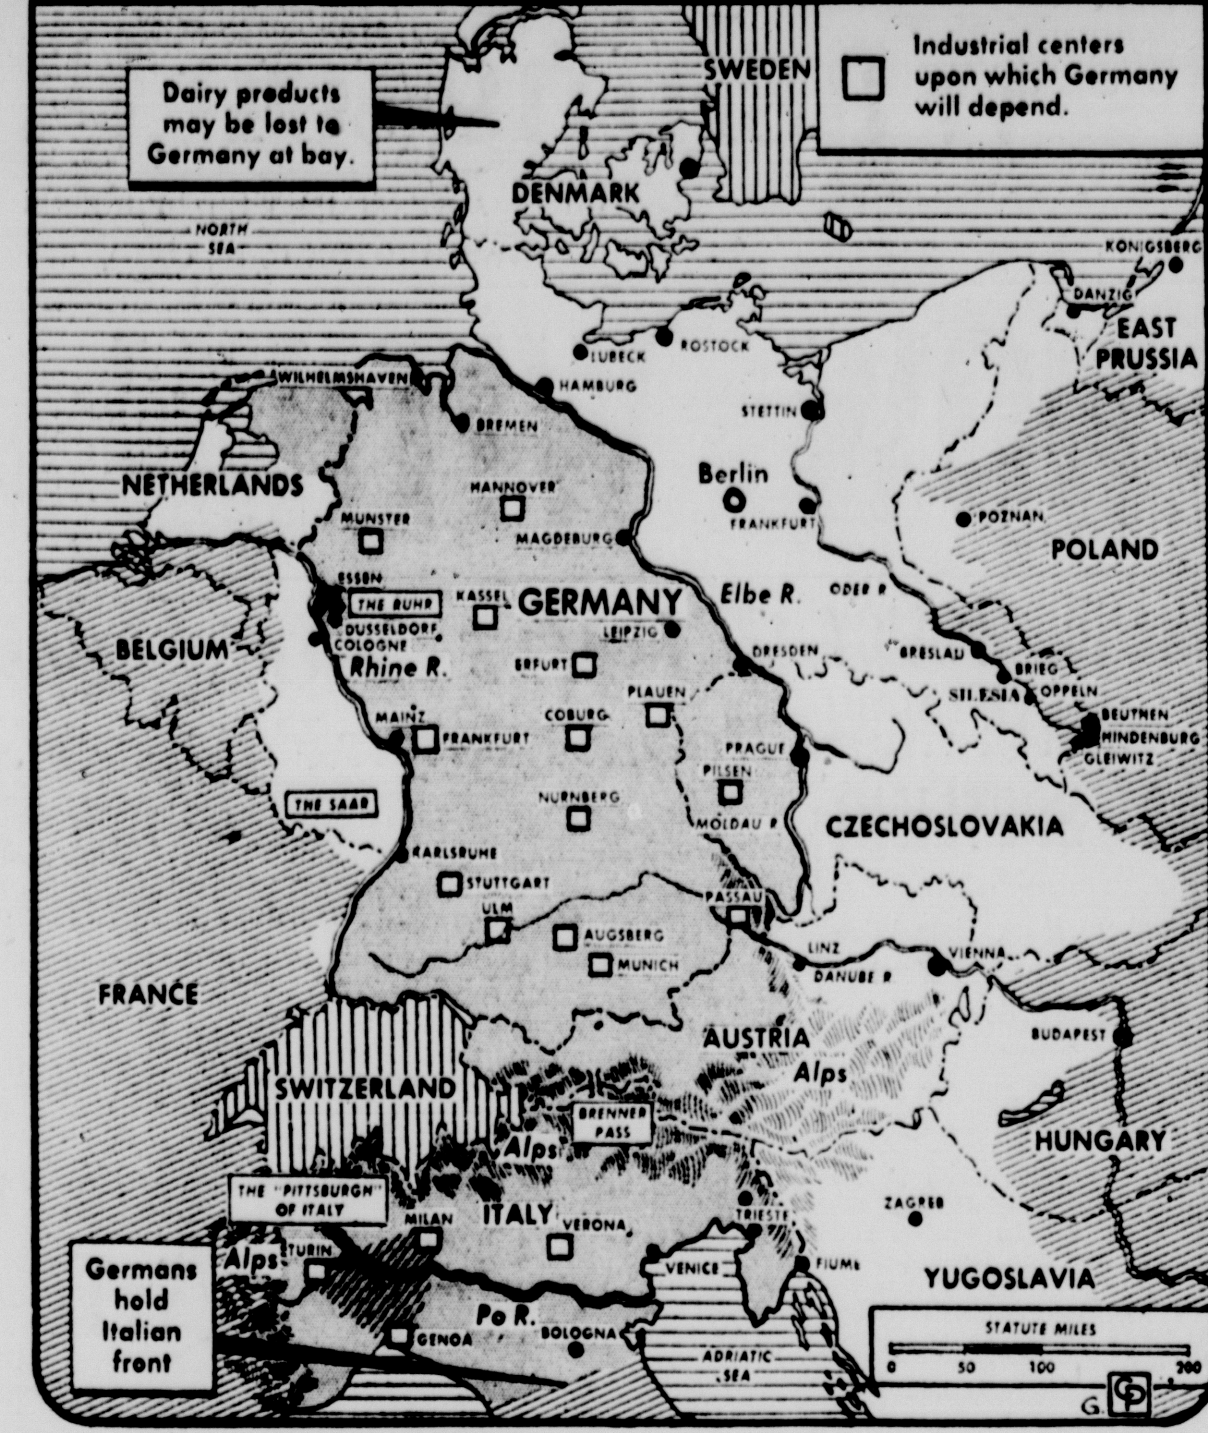 Industrial centers
upon which Germany
will depend.
SWEDEN
Dairy products
may be lost to
Germany at bay.
DENMARK
NORTH
SEA
KONIGSBERG
DANZIG
EAST
PRUSSIA
LUBECK
ROSTOCK
WILHELMSHAVEN
HAMBURG
STETTIN
BREMEN
NETHERLANDS
Berlin
HANNOVER
FRANKFURT
POZNAN
MUNSTER
MAGDEBURG
POLAND
ESSEN
THE RUHR
KASSEL
GERMANY
Elbe R.
ODER R
DUSSELDORF
LEIPZIG
BELGIUM
COLOGNE
Rhine R.
ERFURT
DRESDEN
BRESLAU
BRIEG
SILESIA
OPPELN
PLAUEN
MAINZ
FRANKFURT
COBURG
BEUTHEN
HINDENBURG
GLEIWITZ
PRAGUE
PILSEN
THE SAAR
NURNBERG
MOLDAU R
CZECHOSLOVAKIA
KARLSRUHE
STUTTGART
ULM
PASSAU
AUGSBERG
MUNICH
LINZ
VIENNA
DANUBE R
FRANCE
AUSTRIA
BUDAPEST
Alps
SWITZERLAND
BRENNER
PASS
Alps
HUNGARY
THE "PITTSBURGH"
OF ITALY
MILAN
ITALY
VERONA
TRIESTE
ZAGREB
Alps
TURIN
VENICE
FIUME
YUGOSLAVIA
Germans
hold
Italian
front
Po R.
GENOA
BOLOGNA
ADRIATIC
SEA
STATUTE MILES
0 50 100 200
G.
CP